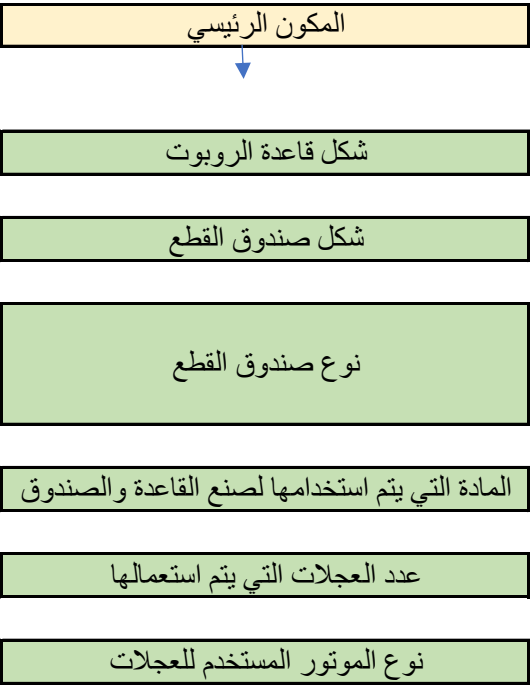 المكون الرئيسي
شكل قاعدة الروبوت
شكل صندوق القطع
نوع صندوق القطع
المادة التي يتم استخدامها لصنع القاعدة والصندوق
عدد العجلات التي يتم استعمالها
نوع الموتور المستخدم للعجلات